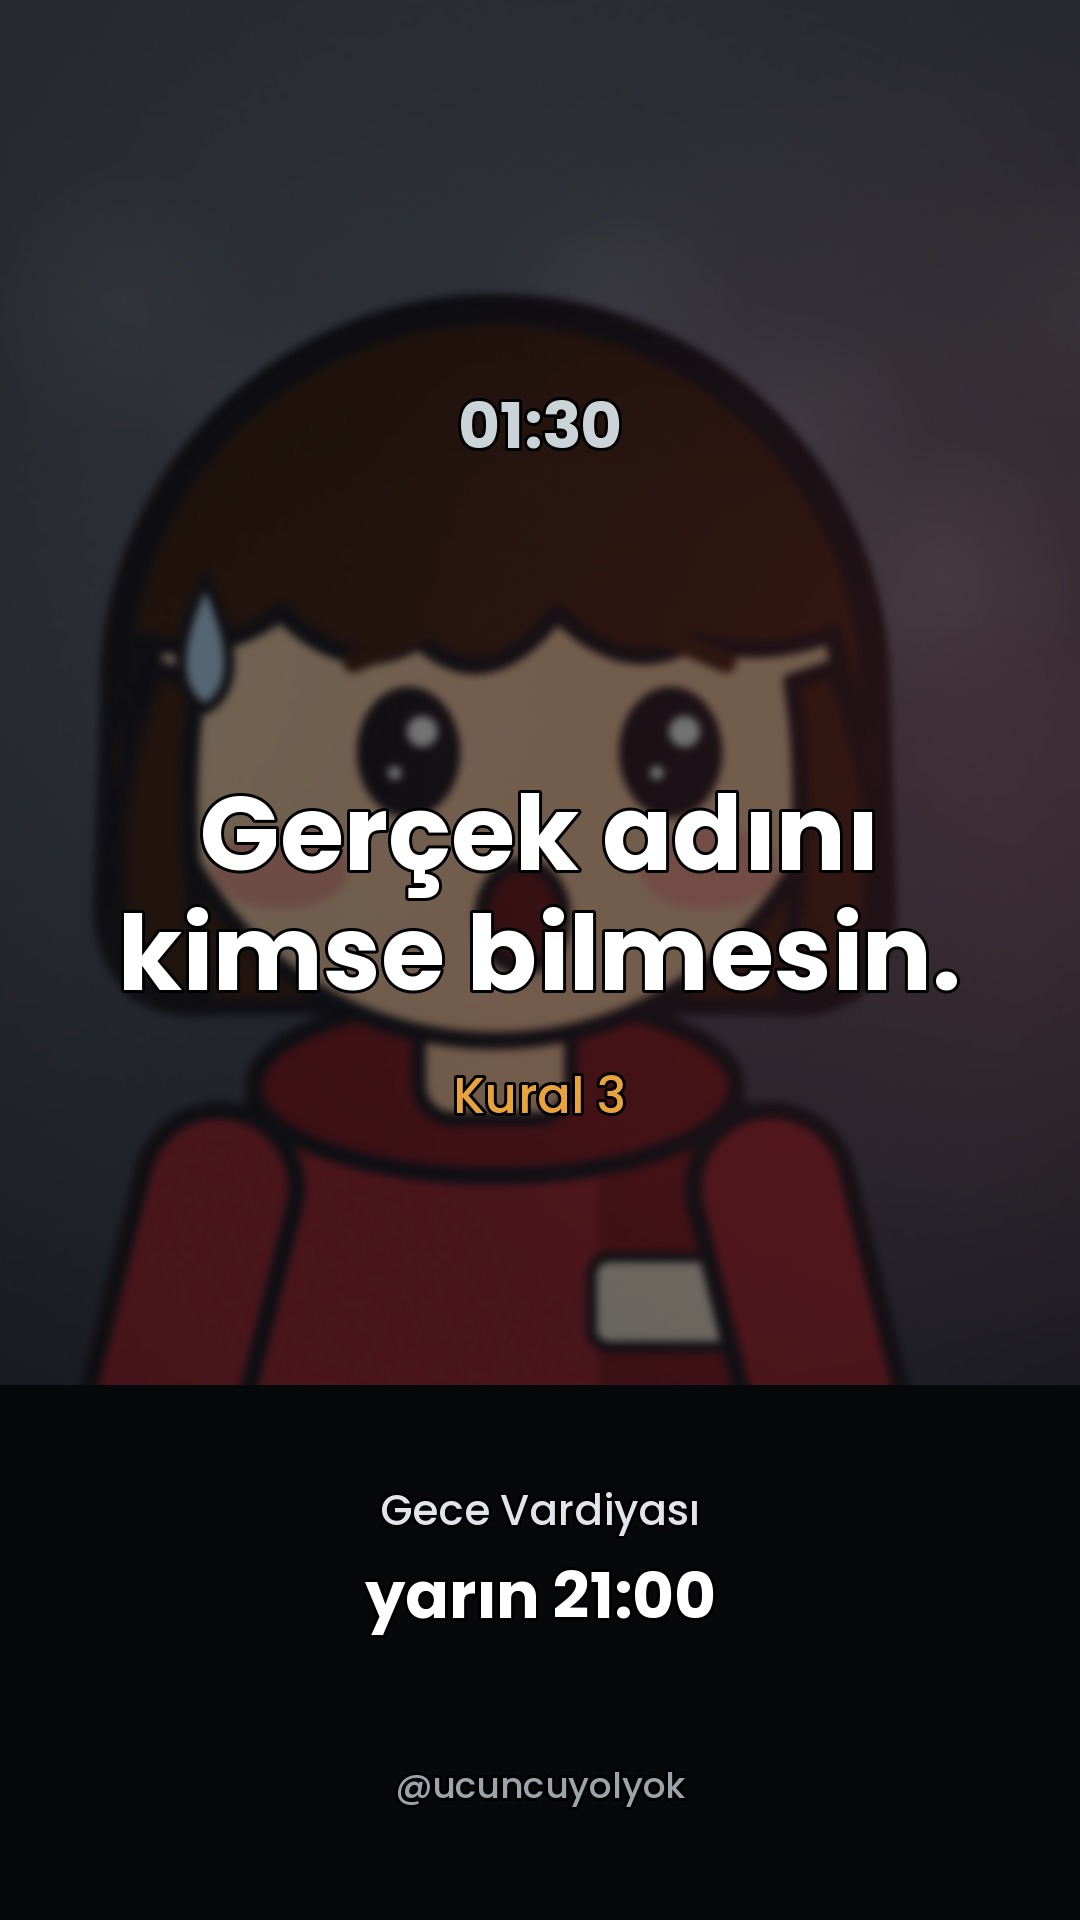 01:30
Gerçek adını
kimse bilmesin.
Kural 3
Gece Vardiyası
yarın 21:00
@ucuncuyolyok